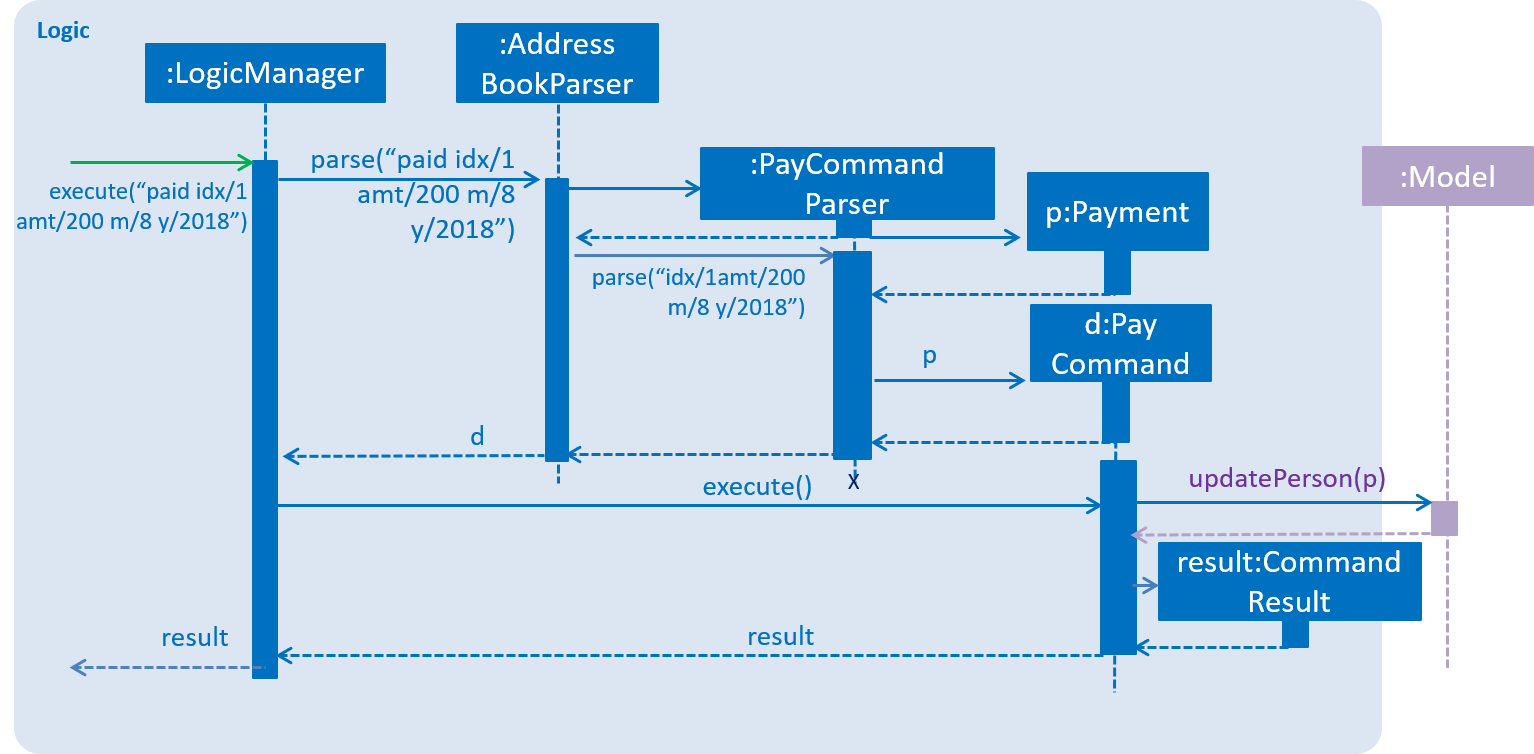 Logic
:LogicManager
:Address
BookParser
execute(“paid idx/1
amt/200 m/8 y/2018”)
parse(“paid idx/1
amt/200 m/8
y/2018”)
:PayCommand
Parser
p:Payment
:Model
parse(“idx/1amt/200
m/8 y/2018”)
d:Pay
Command
p
d
X
execute()
updatePerson(p)
result:Command
Result
result
result